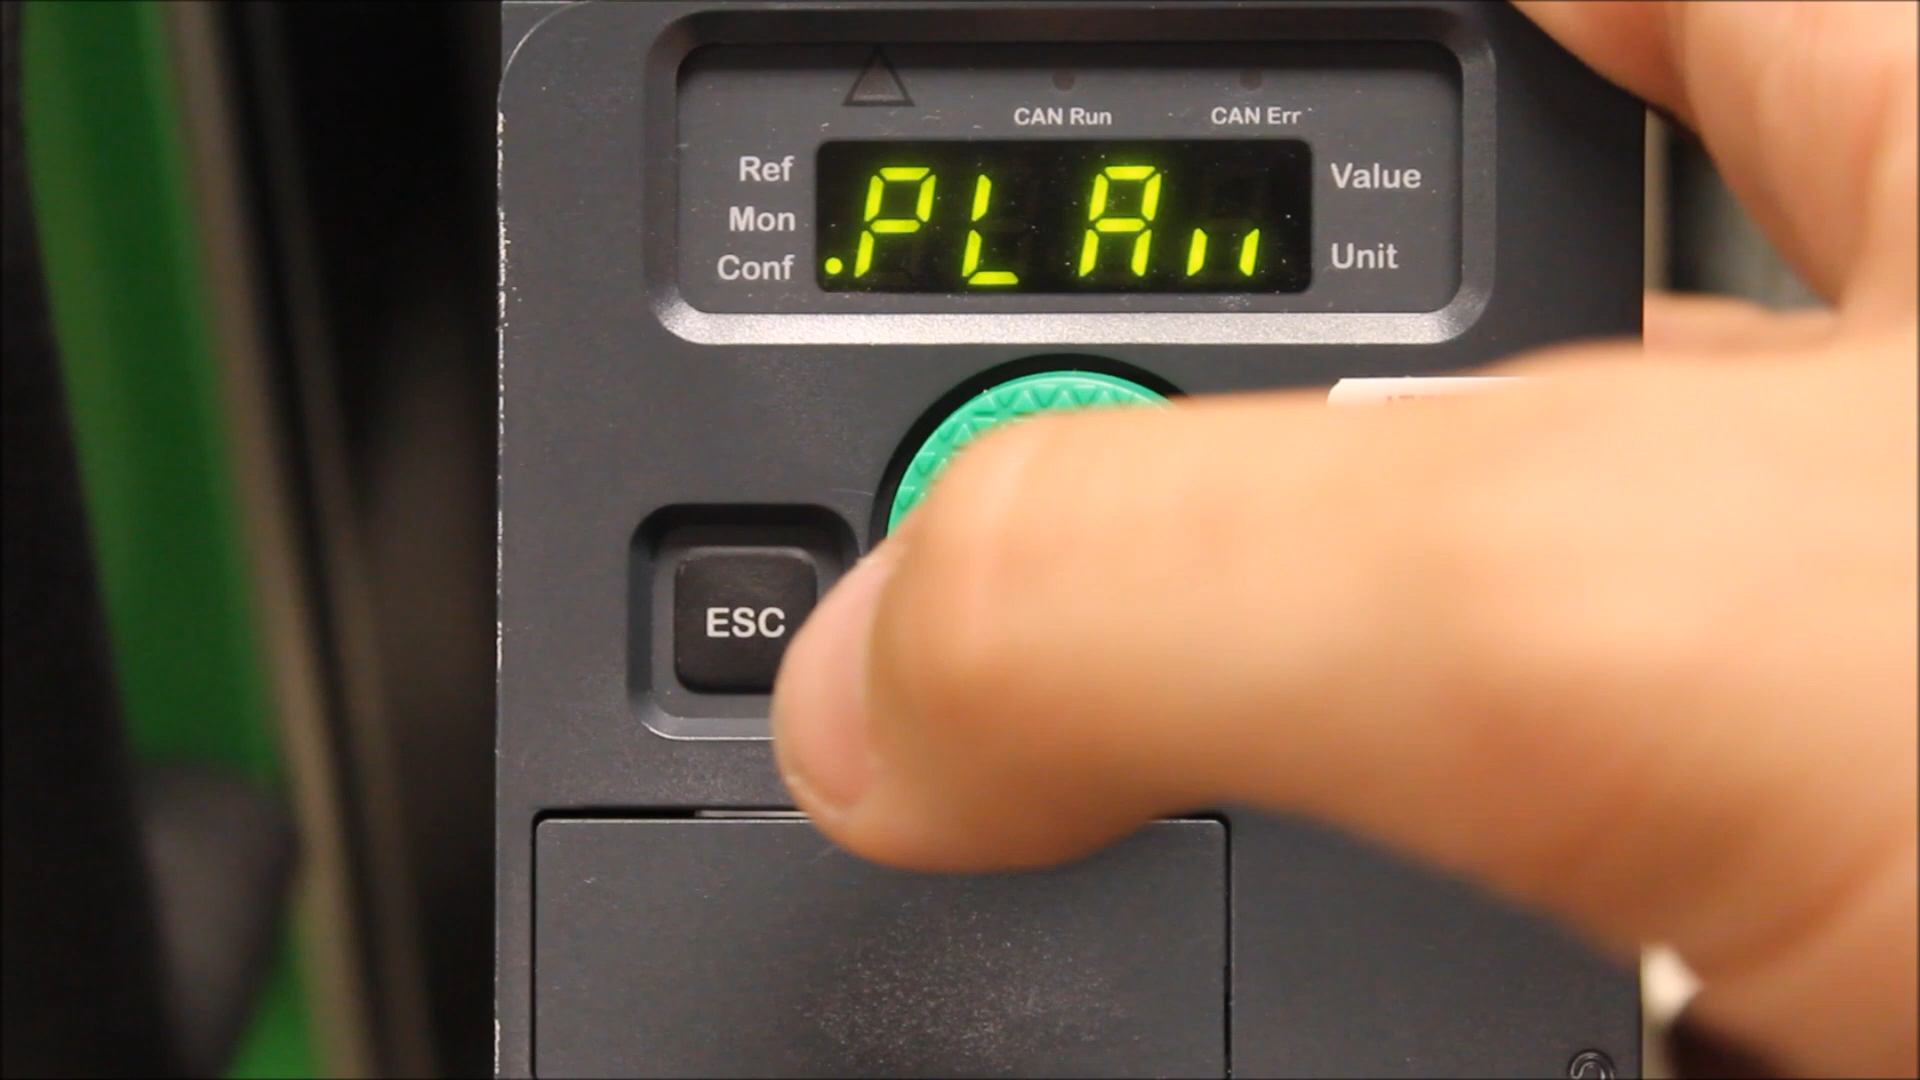 CAN Run CAN Err
Ref
Mon
Conf
.PLAn
Value
Unit
ESC